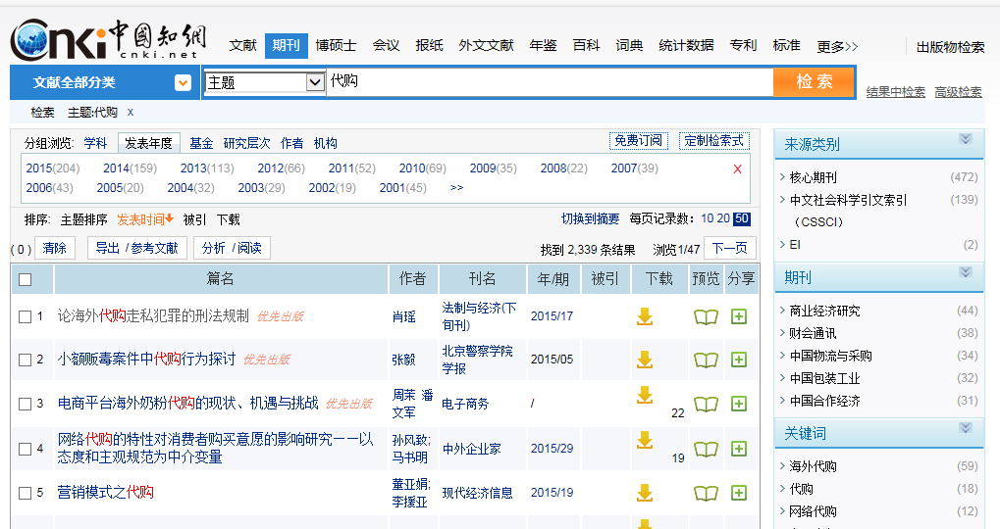 Cnki 中國知網
cnki.net
文献 期刊 博硕士 会议 报纸 外文文献 年鉴 百科 词典 统计数据 专利 标准 更多>> 出版物检索
文献全部分类 主题 代购 检索 结果中检索 高级检索
检索 主题:代购 x
分组浏览: 学科 发表年度 基金 研究层次 作者 机构 免费订阅 定制检索式
2015(204) 2014(159) 2013(113) 2012(66) 2011(52) 2010(69) 2009(35) 2008(22) 2007(39) X
2006(43) 2005(20) 2004(32) 2003(29) 2002(19) 2001(45) >>
排序: 主题排序 发表时间 被引 下载 切换到摘要 每页记录数: 10 20 50
( 0 ) 清除 导出 / 参考文献 分析 / 阅读 找到 2,339 条结果 浏览1/47 下一页
篇名 作者 刊名 年/期 被引 下载 预览 分享
1 论海外代购走私犯罪的刑法规制 优先出版 肖瑶 法制与经济(下旬刊) 2015/17
2 小额贩毒案件中代购行为探讨 优先出版 张毅 北京警察学院学报 2015/05
3 电商平台海外奶粉代购的现状、机遇与挑战 优先出版 周茉 潘文军 电子商务 / 22
4 网络代购的特性对消费者购买意愿的影响研究——以态度和主观规范为中介变量 孙风致; 马书明 中外企业家 2015/29 19
5 营销模式之代购 董亚娟; 李援亚 现代经济信息 2015/19
来源类别
核心期刊 (472)
中文社会科学引文索引 (139)
（CSSCI）
EI (2)
期刊
商业经济研究 (44)
财会通讯 (38)
中国物流与采购 (34)
中国包装工业 (32)
中国合作经济 (31)
关键词
海外代购 (59)
代购 (18)
网络代购 (12)